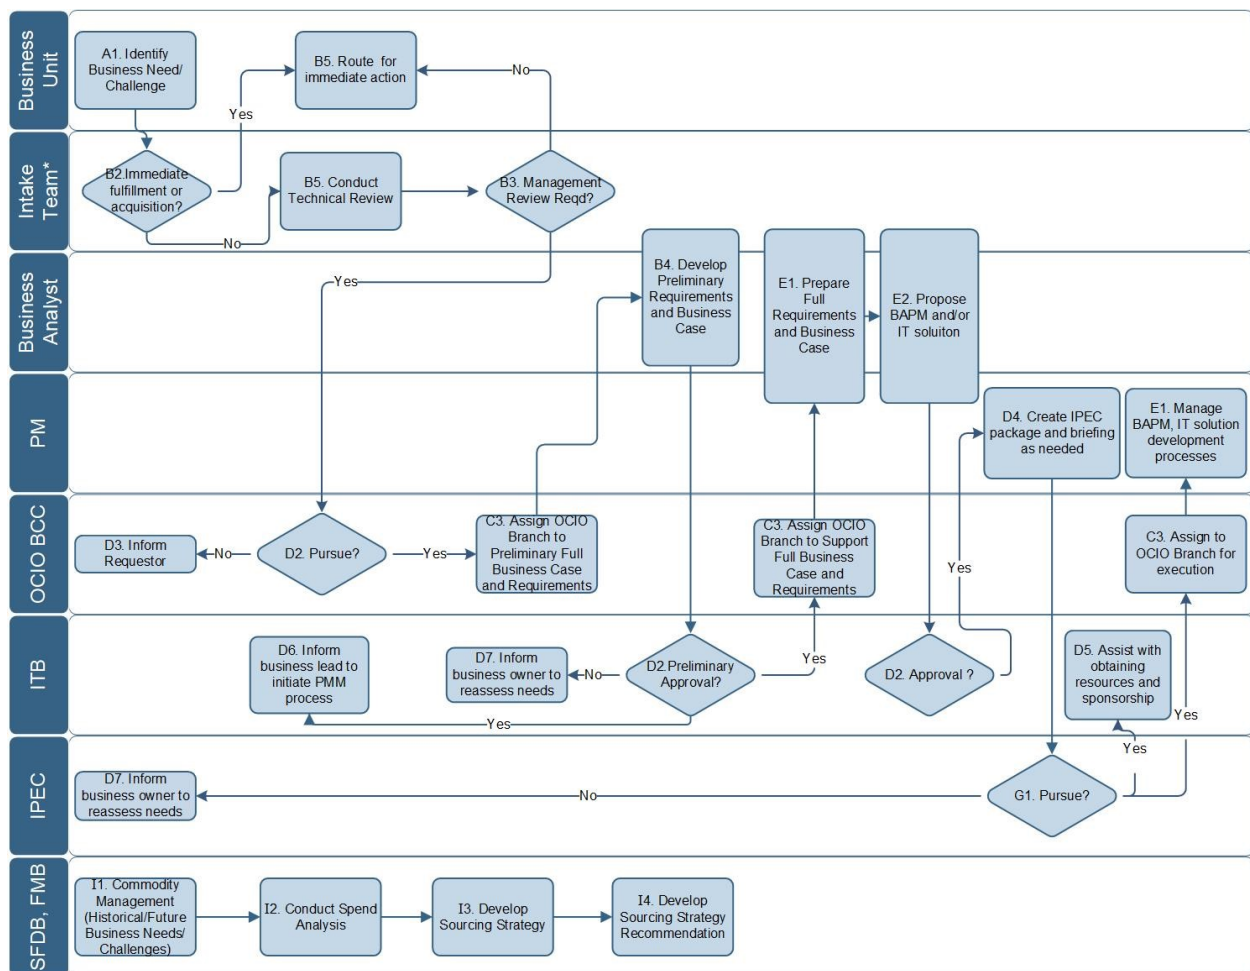 Business
Unit
A1. Identify
Business Need/
Challenge
B5. Route for
immediate action
No
Yes
Intake
Team*
B2.Immediate
fulfillment or
acquisition?
B5. Conduct
Technical Review
B3. Management
Review Reqd?
No
Business
Analyst
Yes
B4. Develop
Preliminary
Requirements
and Business
Case
E1. Prepare
Full
Requirements
and Business
Case
E2. Propose
BAPM and/or
IT soluiton
PM
D4. Create IPEC
package and briefing
as needed
E1. Manage
BAPM, IT solution
development
processes
OCIO BCC
D3. Inform
Requestor
No
D2. Pursue?
Yes
C3. Assign OCIO
Branch to
Preliminary Full
Business Case
and Requirements
C3. Assign OCIO
Branch to Support
Full Business
Case and
Requirements
Yes
C3. Assign to
OCIO Branch for
execution
ITB
D6. Inform
business lead to
initiate PMM
process
D7. Inform
business owner to
reassess needs
No
D2.Preliminary
Approval?
Yes
D2. Approval ?
D5. Assist with
obtaining
resources and
sponsorship
Yes
Yes
IPEC
D7. Inform
business owner to
reassess needs
No
G1. Pursue?
Yes
SFDB, FMB
I1. Commodity
Management
(Historical/Future
Business Needs/
Challenges)
I2. Conduct Spend
Analysis
I3. Develop
Sourcing Strategy
I4. Develop
Sourcing Strategy
Recommendation